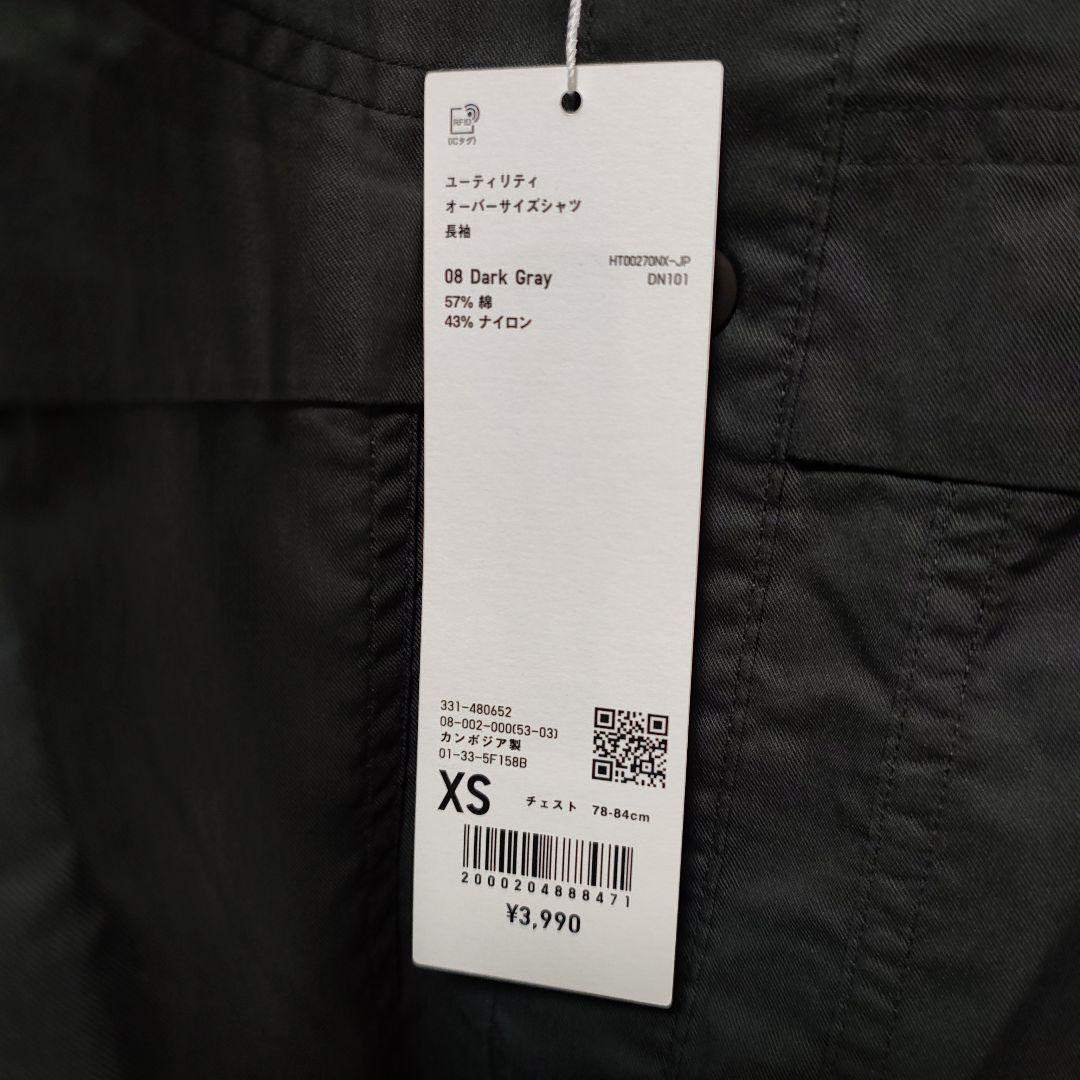 RFID
(ICタグ)
ユーティリティ
オーバーサイズシャツ
長袖
HT00270NX-JP
08 Dark Gray
DN101
57% 綿
43% ナイロン
331-480652
08-002-000(53-03)
カンボジア製
01-33-5F158B
XS チェスト 78-84cm
2000204888471
¥3,990